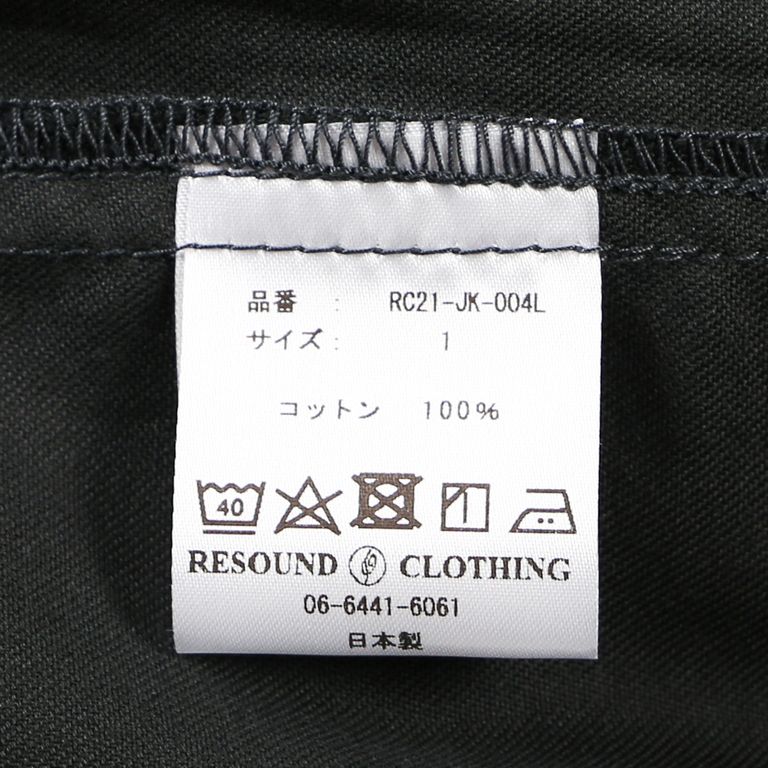 品番 : RC21-JK-004L
サイズ : 1
コットン 100%
40
RESOUND CLOTHING
06-6441-6061
日本製